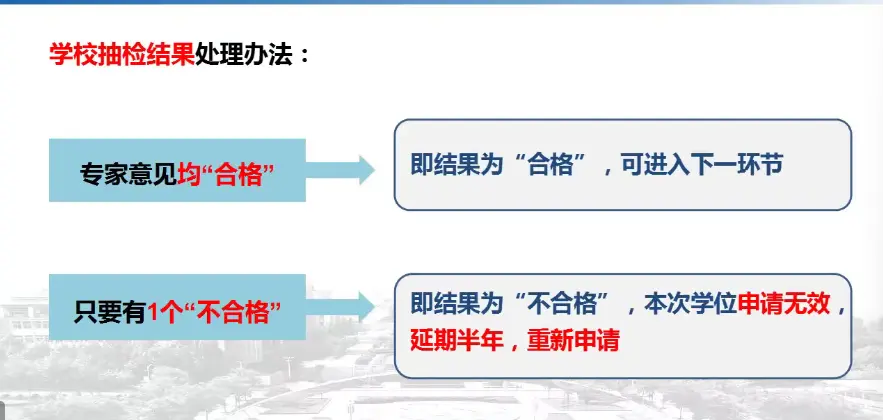 学校抽检结果处理办法：
专家意见均“合格”
即结果为“合格”，可进入下一环节
只要有1个“不合格”
即结果为“不合格”，本次学位申请无效，
延期半年，重新申请